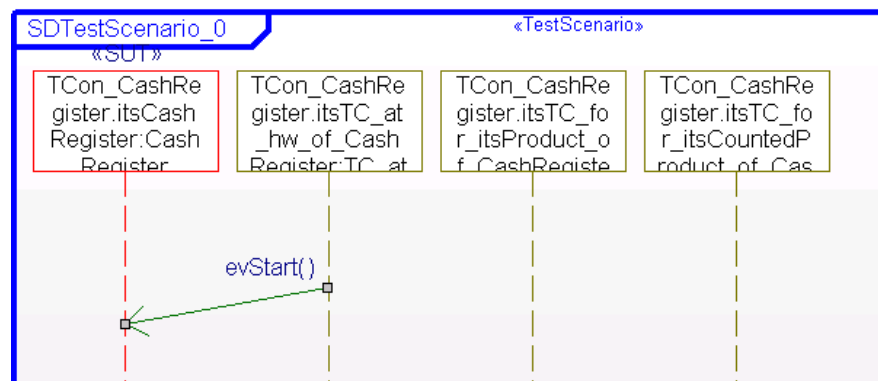 SDTestScenario_0
«TestScenario»
«SUT»
TCon_CashRe
gister.itsCash
Register:Cash
Register
TCon_CashRe
gister.itsTC_at
_hw_of_Cash
Register:TC_at
TCon_CashRe
gister.itsTC_fo
r_itsProduct_o
f_CashRegiste
TCon_CashRe
gister.itsTC_fo
r_itsCountedP
roduct_of_Cas
evStart()